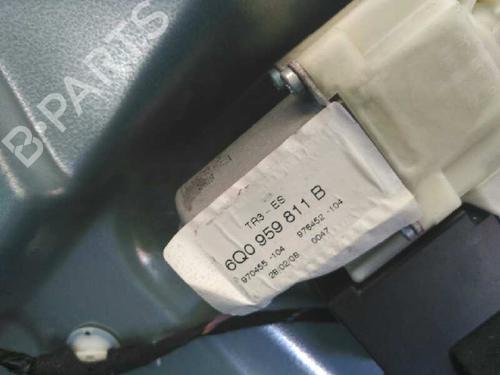 B-PARTS
TR3-ES
6Q0 959 811 B
970455-104 976452-104
28/02/08 0047